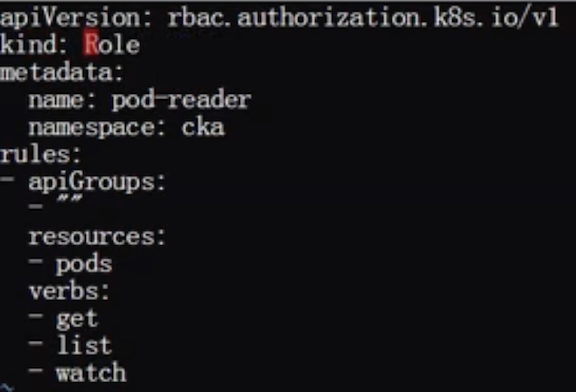 apiVersion: rbac.authorization.k8s.io/v1
kind: Role
metadata:
  name: pod-reader
  namespace: cka
rules:
- apiGroups:
  - ""
  resources:
  - pods
  verbs:
  - get
  - list
  - watch
~